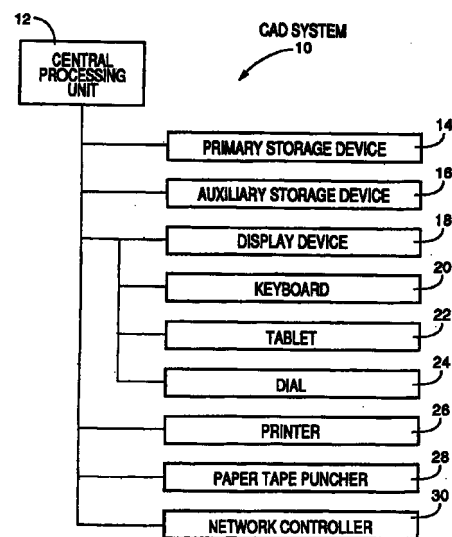 12
CAD SYSTEM
10
CENTRAL
PROCESSING
UNIT
14
PRIMARY STORAGE DEVICE
16
AUXILIARY STORAGE DEVICE
18
DISPLAY DEVICE
20
KEYBOARD
22
TABLET
24
DIAL
26
PRINTER
28
PAPER TAPE PUNCHER
30
NETWORK CONTROLLER